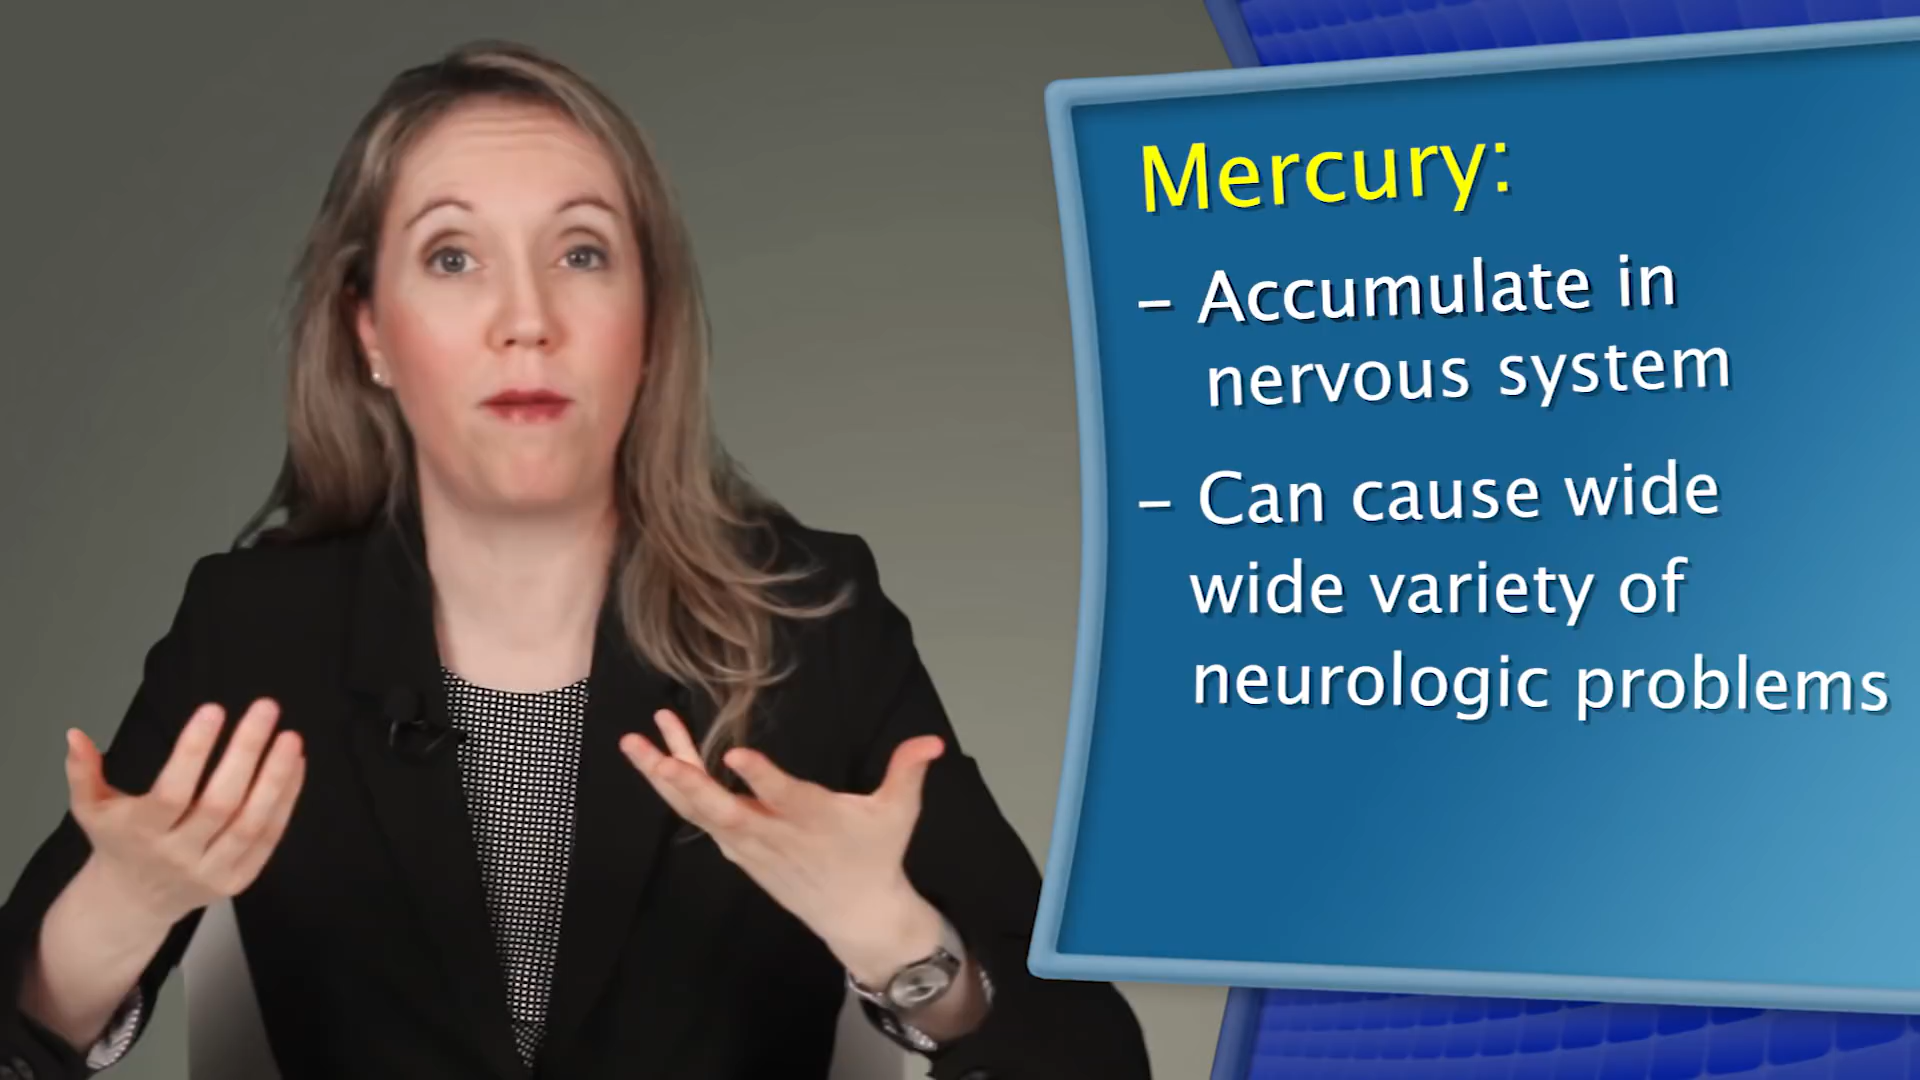 Mercury:
– Accumulate in
nervous system
– Can cause wide
wide variety of
neurologic problems